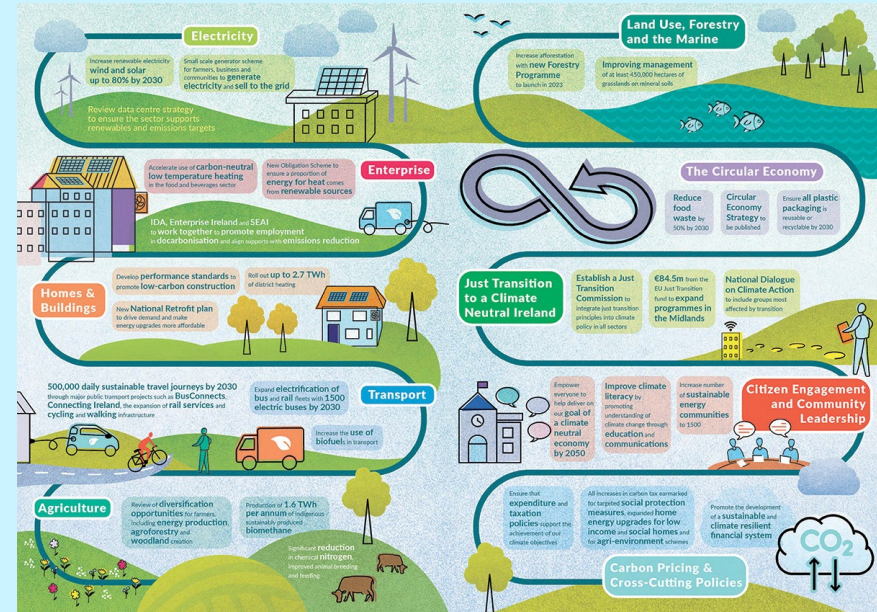 Electricity
Increase renewable electricity
wind and solar
up to 80% by 2030
Small scale generator scheme
for farmers, business and
communities to generate
electricity and sell to the grid
Review data centre strategy
to ensure the sector supports
renewables and emissions targets
Accelerate use of carbon-neutral
low temperature heating
in the food and beverages sector
New Obligation Scheme to
ensure a proportion of
energy for heat comes
from renewable sources
Enterprise
IDA, Enterprise Ireland and SEAI
to work together to promote employment
in decarbonisation and align supports with emissions reduction
Homes &
Buildings
Develop performance standards to
promote low-carbon construction
Roll out up to 2.7 TWh
of district heating
New National Retrofit plan
to drive demand and make
energy upgrades more affordable
500,000 daily sustainable travel journeys by 2030
through major public transport projects such as BusConnects,
Connecting Ireland, the expansion of rail services and
cycling and walking infrastructure
Expand electrification of
bus and rail fleets with 1500
electric buses by 2030
Transport
Increase the use of
biofuels in transport
Agriculture
Review of diversification
opportunities for farmers,
including energy production,
agroforestry and
woodland creation
Production of 1.6 TWh
per annum of indigenous
sustainably produced
biomethane
Significant reduction
in chemical nitrogen,
improved animal breeding
and feeding
Land Use, Forestry
and the Marine
Increase afforestation
with new Forestry
Programme
to launch in 2023
Improving management
of at least 450,000 hectares of
grasslands on mineral soils
The Circular Economy
Reduce
food
waste by
50% by 2030
Circular
Economy
Strategy to
be published
Ensure all plastic
packaging is
reusable or
recyclable by 2030
Just Transition
to a Climate
Neutral Ireland
Establish a Just
Transition
Commission to
integrate just transition
principles into climate
policy in all sectors
€84.5m from the
EU Just Transition
fund to expand
programmes in
the Midlands
National Dialogue
on Climate Action
to include groups most
affected by transition
Empower
everyone to
help deliver on
our goal of
a climate
neutral
economy
by 2050
Improve climate
literacy by
promoting
understanding of
climate change through
education and
communications
Increase number
of sustainable
energy
communities
to 1500
Citizen Engagement
and Community
Leadership
Ensure that
expenditure and
taxation
policies support the
achievement of our
climate objectives
All increases in carbon tax earmarked
for targeted social protection
measures, expanded home
energy upgrades for low
income and social homes and
for agri-environment schemes
Promote the development
of a sustainable and
climate resilient
financial system
CO2
Carbon Pricing &
Cross-Cutting Policies